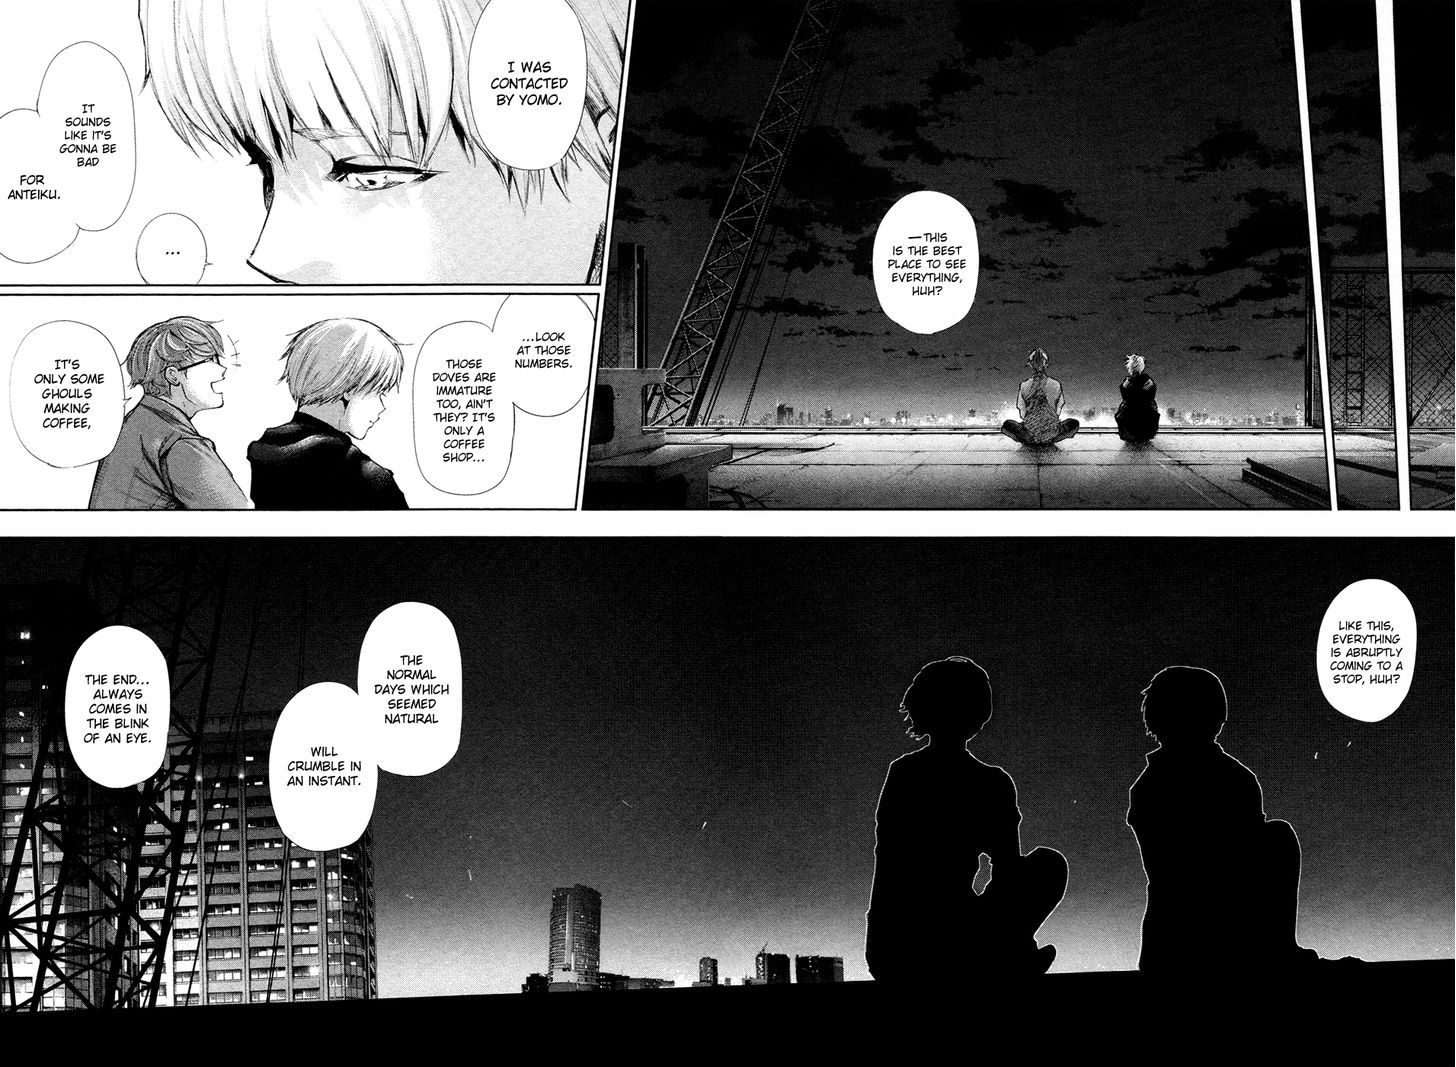 —THIS
IS THE BEST
PLACE TO SEE
EVERYTHING,
HUH?
I WAS
CONTACTED
BY YOMO.
IT
SOUNDS
LIKE IT'S
GONNA BE
BAD
FOR
ANTEIKU.
...
...LOOK
AT THOSE
NUMBERS.
THOSE
DOVES ARE
IMMATURE
TOO, AIN'T
THEY? IT'S
ONLY A
COFFEE
SHOP...
IT'S
ONLY SOME
GHOULS
MAKING
COFFEE,
LIKE THIS,
EVERYTHING
IS ABRUPTLY
COMING TO A
STOP, HUH?
THE
NORMAL
DAYS WHICH
SEEMED
NATURAL
WILL
CRUMBLE IN
AN INSTANT.
THE END...
ALWAYS
COMES IN
THE BLINK
OF AN EYE.